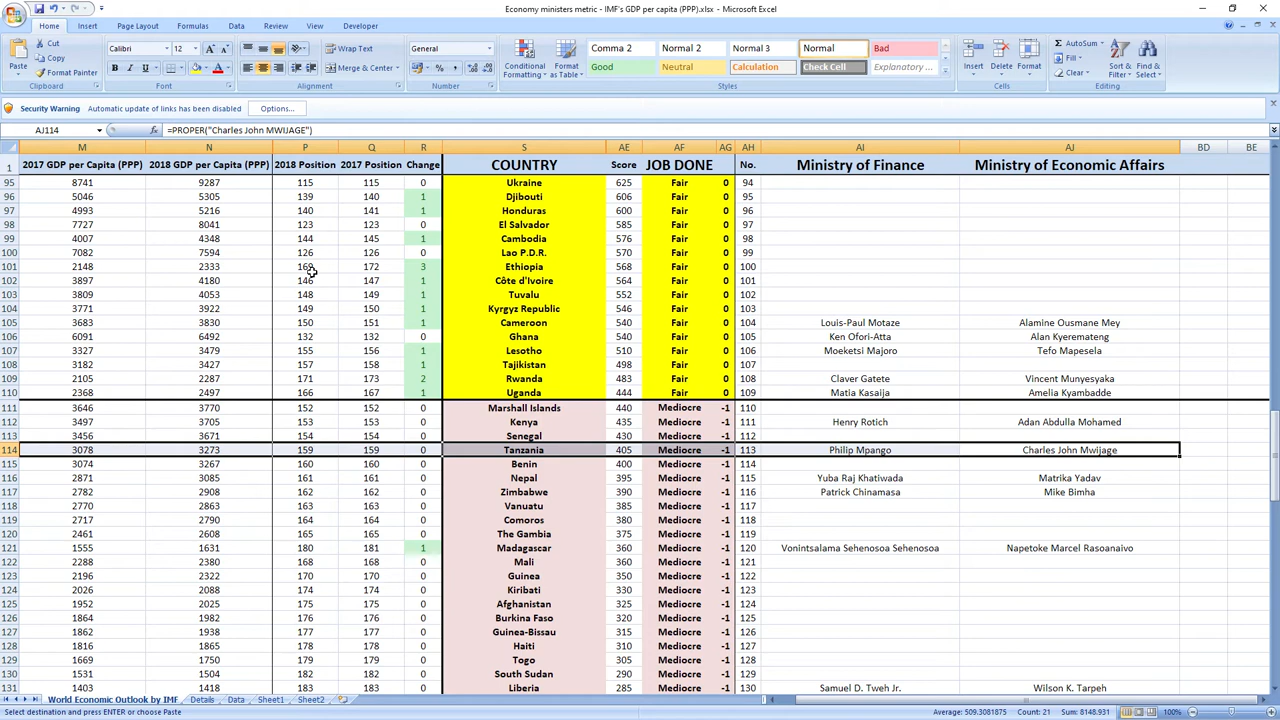 Economy ministers metric - IMF's GDP per capita (PPP).xlsx - Microsoft Excel
Home Insert Page Layout Formulas Data Review View Developer
Cut
Copy
Format Painter
Paste
Clipboard
Calibri 12
B I U
Font
Wrap Text
Merge & Center
Alignment
General
Number
Conditional Formatting
Format as Table
Comma 2 Normal 2 Normal 3 Normal Bad
Good Neutral Calculation Check Cell Explanatory ...
Styles
Insert Delete Format
Cells
AutoSum
Fill
Clear
Sort & Filter
Find & Select
Editing
Security Warning Automatic update of links has been disabled Options...
AJ114 fx =PROPER("Charles John MWIJAGE")
M N P Q R S AE AF AG AH AI AJ BD BE
1 2017 GDP per Capita (PPP) 2018 GDP per Capita (PPP) 2018 Position 2017 Position Change COUNTRY Score JOB DONE No. Ministry of Finance Ministry of Economic Affairs
95 8741 9287 115 115 0 Ukraine 625 Fair 0 94
96 5046 5305 139 140 1 Djibouti 606 Fair 0 95
97 4993 5216 140 141 1 Honduras 600 Fair 0 96
98 7727 8041 123 123 0 El Salvador 585 Fair 0 97
99 4007 4348 144 145 1 Cambodia 576 Fair 0 98
100 7082 7594 126 126 0 Lao P.D.R. 570 Fair 0 99
101 2148 2333 169 172 3 Ethiopia 568 Fair 0 100
102 3897 4180 146 147 1 Côte d'Ivoire 564 Fair 0 101
103 3809 4053 148 149 1 Tuvalu 552 Fair 0 102
104 3771 3922 149 150 1 Kyrgyz Republic 546 Fair 0 103
105 3683 3830 150 151 1 Cameroon 540 Fair 0 104 Louis-Paul Motaze Alamine Ousmane Mey
106 6091 6492 132 132 0 Ghana 540 Fair 0 105 Ken Ofori-Atta Alan Kyeremateng
107 3327 3479 155 156 1 Lesotho 510 Fair 0 106 Moeketsi Majoro Tefo Mapesela
108 3182 3427 157 158 1 Tajikistan 498 Fair 0 107
109 2105 2287 171 173 2 Rwanda 483 Fair 0 108 Claver Gatete Vincent Munyesyaka
110 2368 2497 166 167 1 Uganda 444 Fair 0 109 Matia Kasaija Amelia Kyambadde
111 3646 3770 152 152 0 Marshall Islands 440 Mediocre -1 110
112 3497 3705 153 153 0 Kenya 435 Mediocre -1 111 Henry Rotich Adan Abdulla Mohamed
113 3456 3671 154 154 0 Senegal 430 Mediocre -1 112
114 3078 3273 159 159 0 Tanzania 405 Mediocre -1 113 Philip Mpango Charles John Mwijage
115 3074 3267 160 160 0 Benin 400 Mediocre -1 114
116 2871 3085 161 161 0 Nepal 395 Mediocre -1 115 Yuba Raj Khatiwada Matrika Yadav
117 2782 2908 162 162 0 Zimbabwe 390 Mediocre -1 116 Patrick Chinamasa Mike Bimha
118 2717 2850 163 163 0 Vanuatu 385 Mediocre -1 117
119 2717 2790 164 164 0 Comoros 380 Mediocre -1 118
120 2461 2608 165 165 0 The Gambia 375 Mediocre -1 119
121 1555 1631 180 181 1 Madagascar 360 Mediocre -1 120 Vonintsalama Sehenosoa Sehenosoa Napetoke Marcel Rasoanaivo
122 2288 2380 168 168 0 Mali 360 Mediocre -1 121
123 2196 2322 170 170 0 Guinea 350 Mediocre -1 122
124 2026 2088 174 174 0 Kiribati 330 Mediocre -1 123
125 1952 2025 175 175 0 Afghanistan 325 Mediocre -1 124
126 1864 1982 176 176 0 Burkina Faso 320 Mediocre -1 125
127 1862 1938 177 177 0 Guinea-Bissau 315 Mediocre -1 126
128 1816 1865 178 178 0 Haiti 310 Mediocre -1 127
129 1669 1750 179 179 0 Togo 305 Mediocre -1 128
130 1531 1504 182 182 0 South Sudan 290 Mediocre -1 129
131 1403 1418 183 183 0 Liberia 285 Mediocre -1 130 Samuel D. Tweh Jr. Wilson K. Tarpeh
World Economic Outlook by IMF Details Data Sheet1 Sheet2
Select destination and press ENTER or choose Paste Average: 509.3081875 Count: 21 Sum: 8148.931 100%